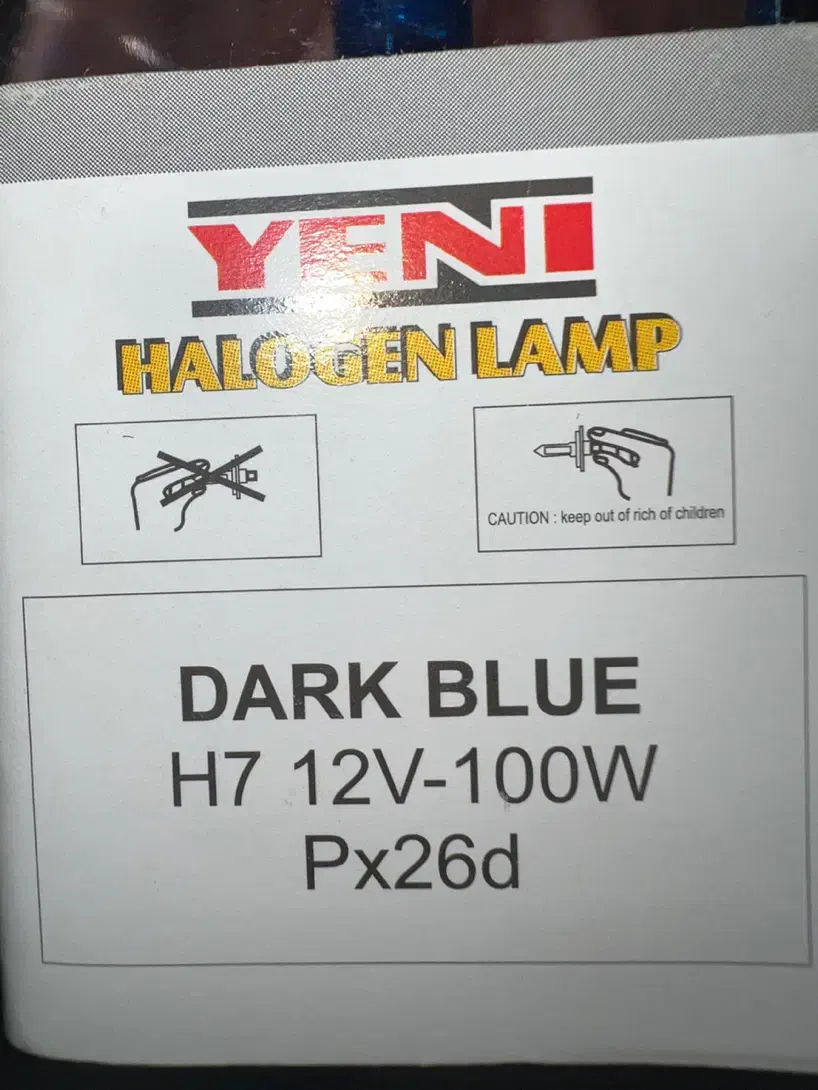 YENI
HALOGEN LAMP
CAUTION : keep out of rich of children
DARK BLUE
H7 12V-100W
Px26d